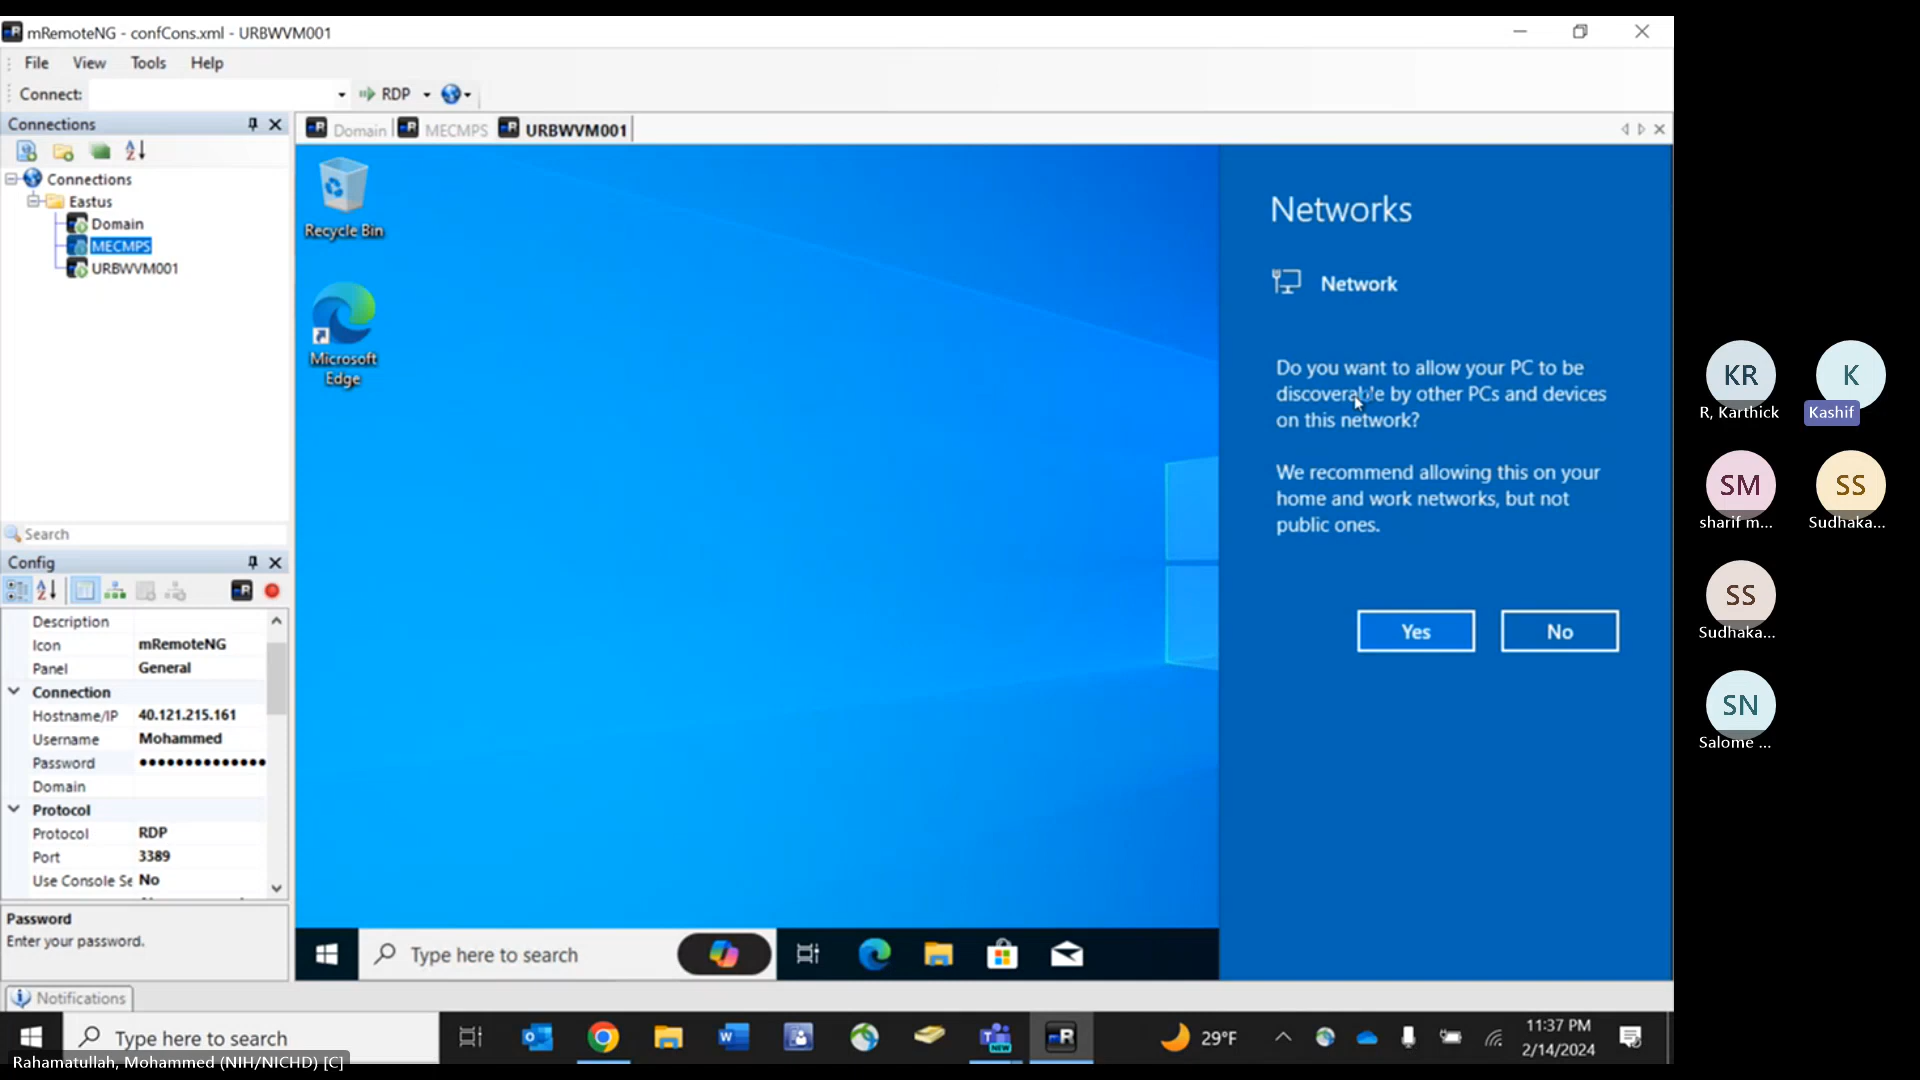 mRemoteNG - confCons.xml - URBWVM001
File View Tools Help
Connect:
RDP
Connections
Domain
MECMPS
URBWVM001
Connections
Eastus
Domain
MECMPS
URBWVM001
Search
Config
Description
Icon mRemoteNG
Panel General
Connection
Hostname/IP 40.121.215.161
Username Mohammed
Password ••••••••••••••
Domain
Protocol
Protocol RDP
Port 3389
Use Console Se No
Password
Enter your password.
Notifications
Recycle Bin
Microsoft
Edge
Networks
Network
Do you want to allow your PC to be
discoverable by other PCs and devices
on this network?
We recommend allowing this on your
home and work networks, but not
public ones.
Yes
No
Type here to search
Type here to search
29°F
11:37 PM
2/14/2024
Rahamatullah, Mohammed (NIH/NICHD) [C]
KR
R, Karthick
K
Kashif
SM
sharif m...
SS
Sudhaka...
SS
Sudhaka...
SN
Salome ...